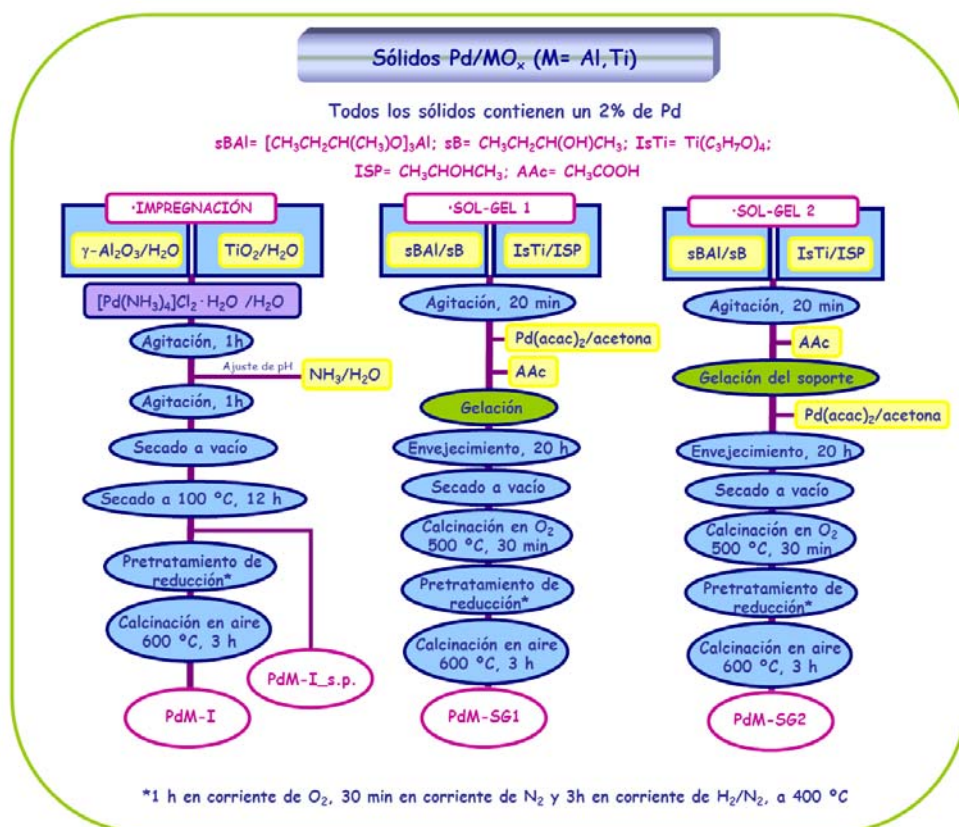 Sólidos Pd/MOₓ (M= Al,Ti)
Todos los sólidos contienen un 2% de Pd
sBAl= [CH₃CH₂CH(CH₃)O]₃Al; sB= CH₃CH₂CH(OH)CH₃; IsTi= Ti(C₃H₇O)₄;
ISP= CH₃CHOHCH₃; AAc= CH₃COOH
·IMPREGNACIÓN
γ-Al₂O₃/H₂O
TiO₂/H₂O
[Pd(NH₃)₄]Cl₂·H₂O /H₂O
Agitación, 1h
Ajuste de pH
NH₃/H₂O
Agitación, 1h
Secado a vacío
Secado a 100 ºC, 12 h
Pretratamiento de
reducción*
Calcinación en aire
600 ºC, 3 h
PdM-I_s.p.
PdM-I
·SOL-GEL 1
sBAl/sB
IsTi/ISP
Agitación, 20 min
Pd(acac)₂/acetona
AAc
Gelación
Envejecimiento, 20 h
Secado a vacío
Calcinación en O₂
500 ºC, 30 min
Pretratamiento de
reducción*
Calcinación en aire
600 ºC, 3 h
PdM-SG1
·SOL-GEL 2
sBAl/sB
IsTi/ISP
Agitación, 20 min
AAc
Gelación del soporte
Pd(acac)₂/acetona
Envejecimiento, 20 h
Secado a vacío
Calcinación en O₂
500 ºC, 30 min
Pretratamiento de
reducción*
Calcinación en aire
600 ºC, 3 h
PdM-SG2
*1 h en corriente de O₂, 30 min en corriente de N₂ y 3h en corriente de H₂/N₂, a 400 ºC